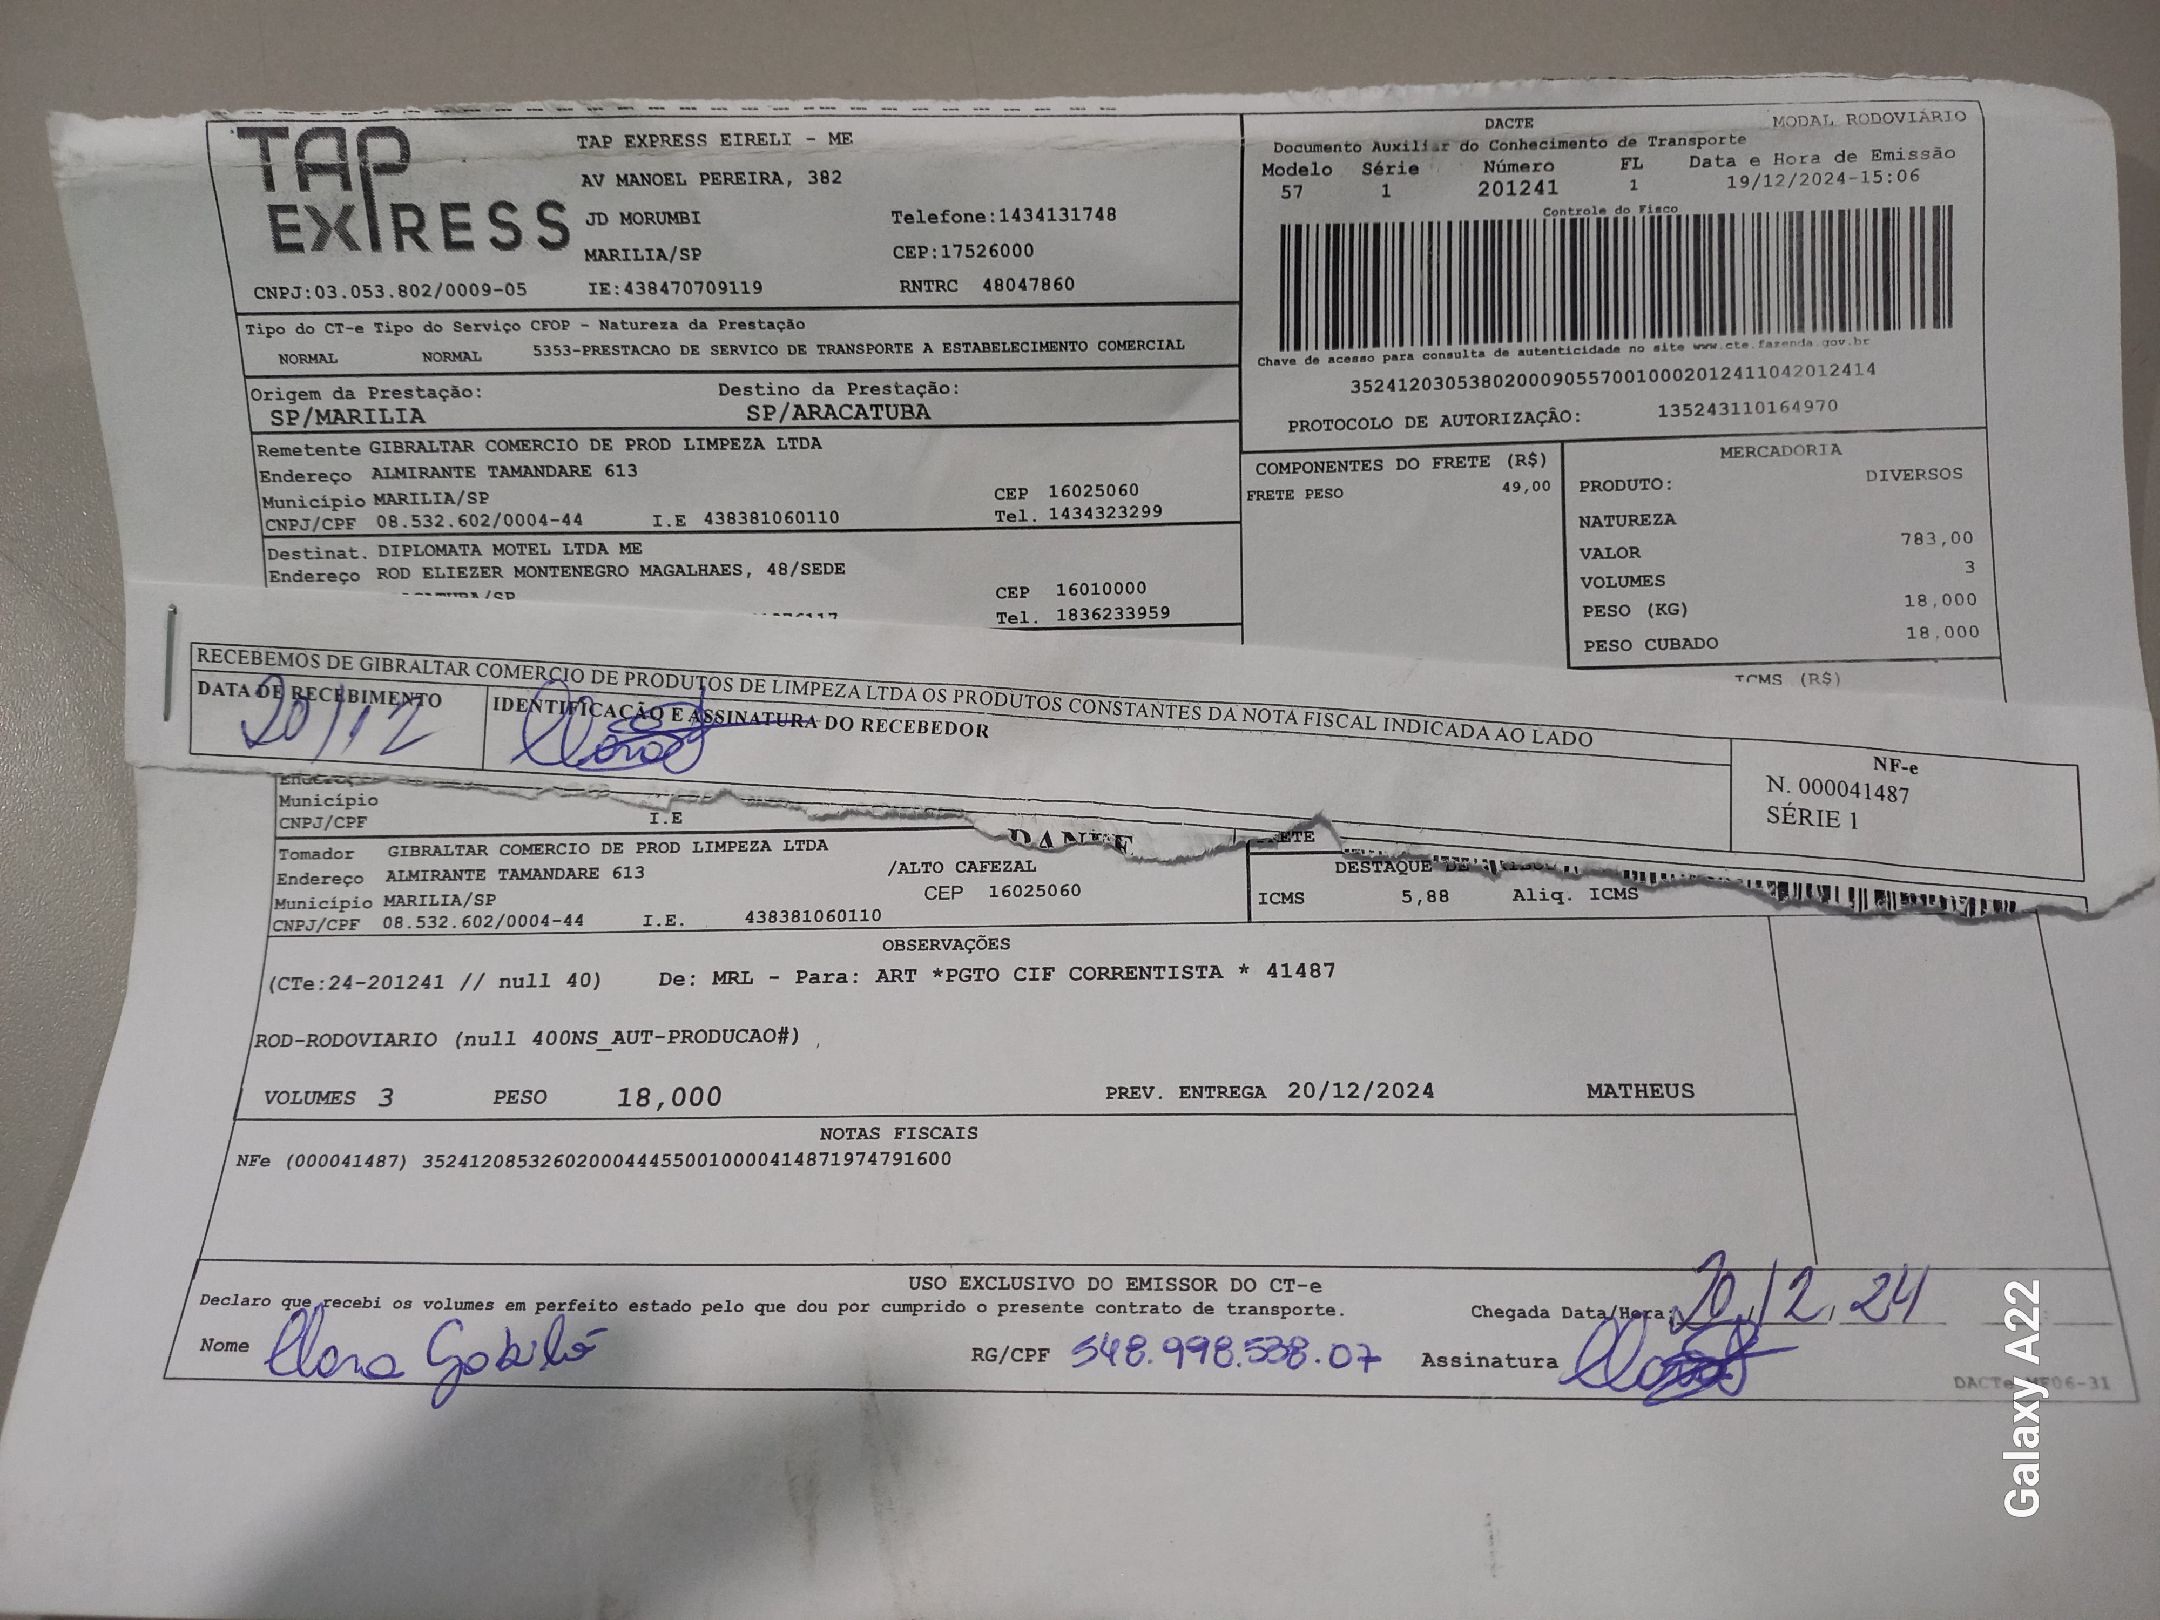 TAP EXPRESS
TAP EXPRESS EIRELI - ME
AV MANOEL PEREIRA, 382
JD MORUMBI Telefone:1434131748
MARILIA/SP CEP:17526000
CNPJ:03.053.802/0009-05 IE:438470709119 RNTRC 48047860
DACTE MODAL RODOVIÁRIO
Documento Auxiliar do Conhecimento de Transporte
Modelo Série Número FL Data e Hora de Emissão
57 1 201241 1 19/12/2024-15:06
Controle do Fisco
Chave de acesso para consulta de autenticidade no site www.cte.fazenda.gov.br
35241203053802000905570010002012411042012414
PROTOCOLO DE AUTORIZAÇÂO: 135243110164970
Tipo do CT-e Tipo do Serviço CFOP - Natureza da Prestação
NORMAL NORMAL 5353-PRESTACAO DE SERVICO DE TRANSPORTE A ESTABELECIMENTO COMERCIAL
Origem da Prestação: Destino da Prestação:
SP/MARILIA SP/ARACATUBA
Remetente GIBRALTAR COMERCIO DE PROD LIMPEZA LTDA
Endereço ALMIRANTE TAMANDARE 613
Município MARILIA/SP CEP 16025060
CNPJ/CPF 08.532.602/0004-44 I.E 438381060110 Tel. 1434323299
Destinat. DIPLOMATA MOTEL LTDA ME
Endereço ROD ELIEZER MONTENEGRO MAGALHAES, 48/SEDE
CEP 16010000
Tel. 1836233959
COMPONENTES DO FRETE (R$)
FRETE PESO 49,00
MERCADORIA
PRODUTO: DIVERSOS
NATUREZA
VALOR 783,00
VOLUMES 3
PESO (KG) 18,000
PESO CUBADO 18,000
ICMS (R$)
RECEBEMOS DE GIBRALTAR COMERCIO DE PRODUTOS DE LIMPEZA LTDA OS PRODUTOS CONSTANTES DA NOTA FISCAL INDICADA AO LADO
DATA DE RECEBIMENTO IDENTIFICAÇÃO E ASSINATURA DO RECEBEDOR
20/12
NF-e
N. 000041487
SÉRIE 1
DANFE
Endereço
Município
CNPJ/CPF I.E
Tomador GIBRALTAR COMERCIO DE PROD LIMPEZA LTDA
Endereço ALMIRANTE TAMANDARE 613 /ALTO CAFEZAL
Município MARILIA/SP CEP 16025060
CNPJ/CPF 08.532.602/0004-44 I.E. 438381060110
DESTAQUE DE
ICMS 5,88 Aliq. ICMS
OBSERVAÇÕES
(CTe:24-201241 // null 40) De: MRL - Para: ART *PGTO CIF CORRENTISTA * 41487
ROD-RODOVIARIO (null 400NS_AUT-PRODUCAO#) ,
VOLUMES 3 PESO 18,000 PREV. ENTREGA 20/12/2024 MATHEUS
NOTAS FISCAIS
NFe (000041487) 35241208532602000444550010000414871974791600
USO EXCLUSIVO DO EMISSOR DO CT-e
Declaro que recebi os volumes em perfeito estado pelo que dou por cumprido o presente contrato de transporte. Chegada Data/Hora: 20/12/24
Nome RG/CPF 548.998.538.07 Assinatura
Galaxy A22